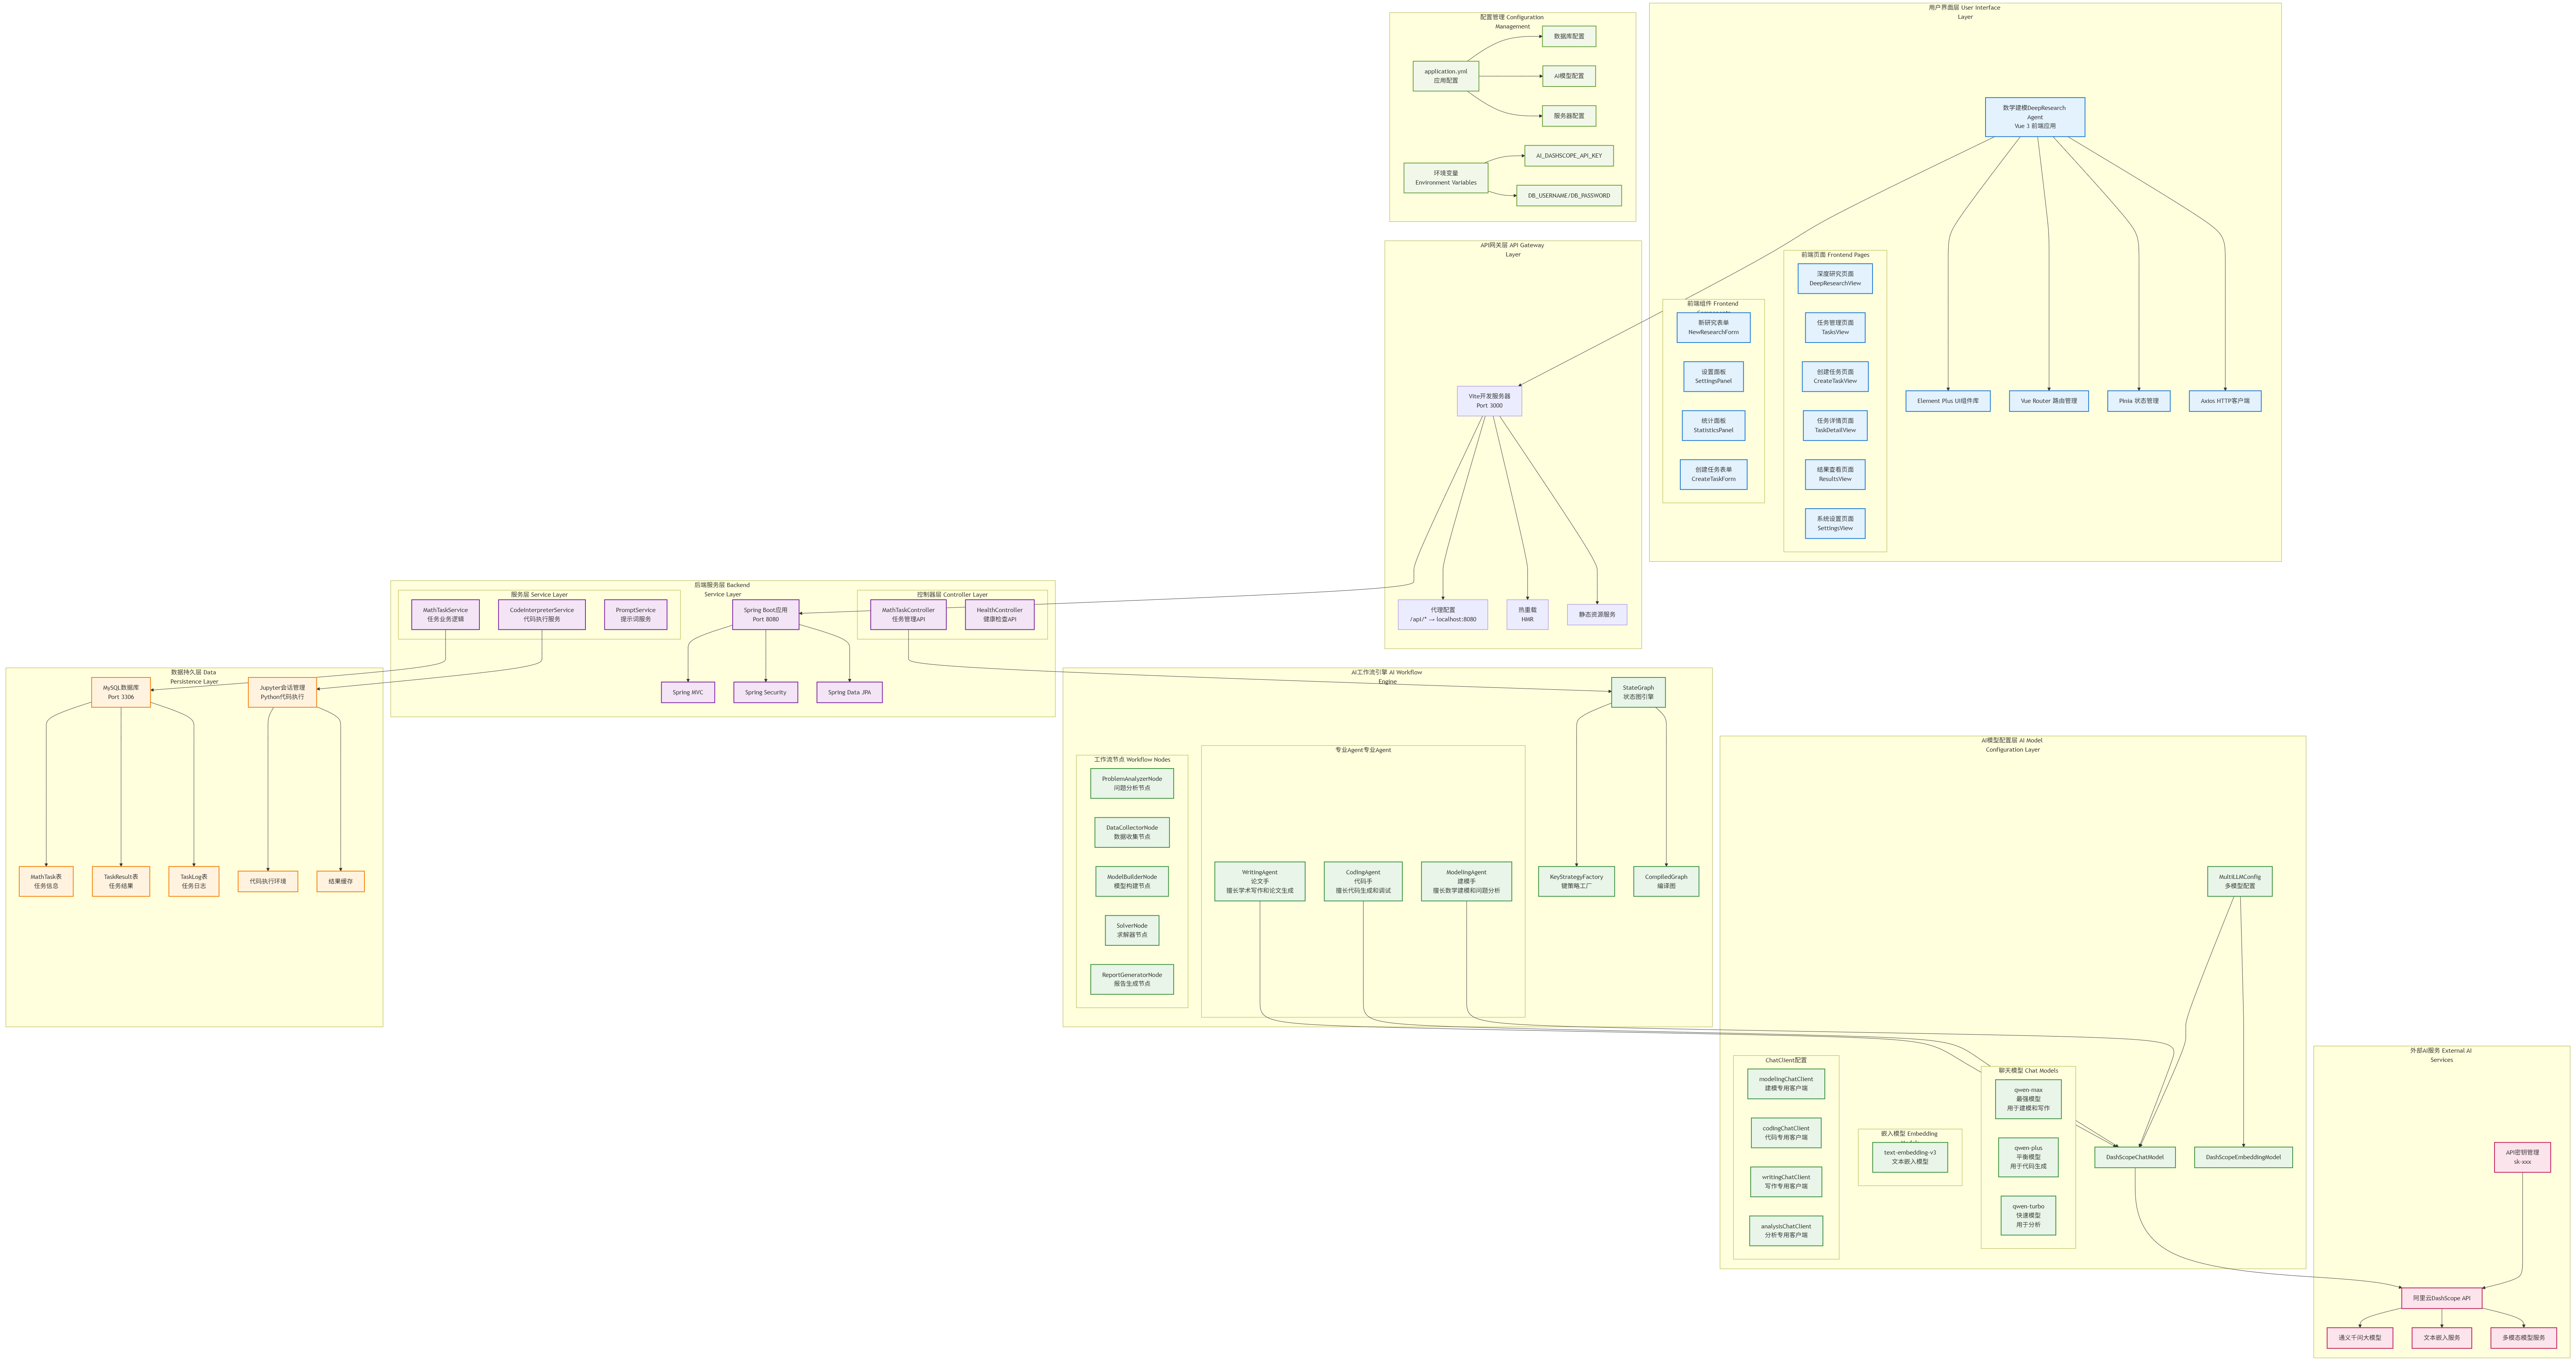 配置管理 Configuration
Management
数据库配置
application.yml
应用配置
AI模型配置
服务器配置
环境变量
Environment Variables
AI_DASHSCOPE_API_KEY
DB_USERNAME/DB_PASSWORD
用户界面层 User Interface
Layer
数学建模DeepResearch
Agent
Vue 3 前端应用
前端页面 Frontend Pages
深度研究页面
DeepResearchView
任务管理页面
TasksView
创建任务页面
CreateTaskView
任务详情页面
TaskDetailView
结果查看页面
ResultsView
系统设置页面
SettingsView
前端组件 Frontend
新研究表单
NewResearchForm
设置面板
SettingsPanel
统计面板
StatisticsPanel
创建任务表单
CreateTaskForm
Element Plus UI组件库
Vue Router 路由管理
Pinia 状态管理
Axios HTTP客户端
API网关层 API Gateway
Layer
Vite开发服务器
Port 3000
代理配置
/api/* → localhost:8080
热重载
HMR
静态资源服务
后端服务层 Backend
Service Layer
服务层 Service Layer
MathTaskService
任务业务逻辑
CodeInterpreterService
代码执行服务
PromptService
提示词服务
Spring Boot应用
Port 8080
控制器层 Controller Layer
MathTaskController
任务管理API
HealthController
健康检查API
Spring MVC
Spring Security
Spring Data JPA
数据持久层 Data
Persistence Layer
MySQL数据库
Port 3306
Jupyter会话管理
Python代码执行
MathTask表
任务信息
TaskResult表
任务结果
TaskLog表
任务日志
代码执行环境
结果缓存
AI工作流引擎 AI Workflow
Engine
StateGraph
状态图引擎
工作流节点 Workflow Nodes
ProblemAnalyzerNode
问题分析节点
DataCollectorNode
数据收集节点
ModelBuilderNode
模型构建节点
SolverNode
求解器节点
ReportGeneratorNode
报告生成节点
专业Agent专业Agent
WritingAgent
论文手
擅长学术写作和论文生成
CodingAgent
代码手
擅长代码生成和调试
ModelingAgent
建模手
擅长数学建模和问题分析
KeyStrategyFactory
键策略工厂
CompiledGraph
编译图
AI模型配置层 AI Model
Configuration Layer
MultiLLMConfig
多模型配置
ChatClient配置
modelingChatClient
建模专用客户端
codingChatClient
代码专用客户端
writingChatClient
写作专用客户端
analysisChatClient
分析专用客户端
嵌入模型 Embedding
text-embedding-v3
文本嵌入模型
聊天模型 Chat Models
qwen-max
最强模型
用于建模和写作
qwen-plus
平衡模型
用于代码生成
qwen-turbo
快速模型
用于分析
DashScopeChatModel
DashScopeEmbeddingModel
外部AI服务 External AI
Services
API密钥管理
sk-xxx
阿里云DashScope API
通义千问大模型
文本嵌入服务
多模态模型服务